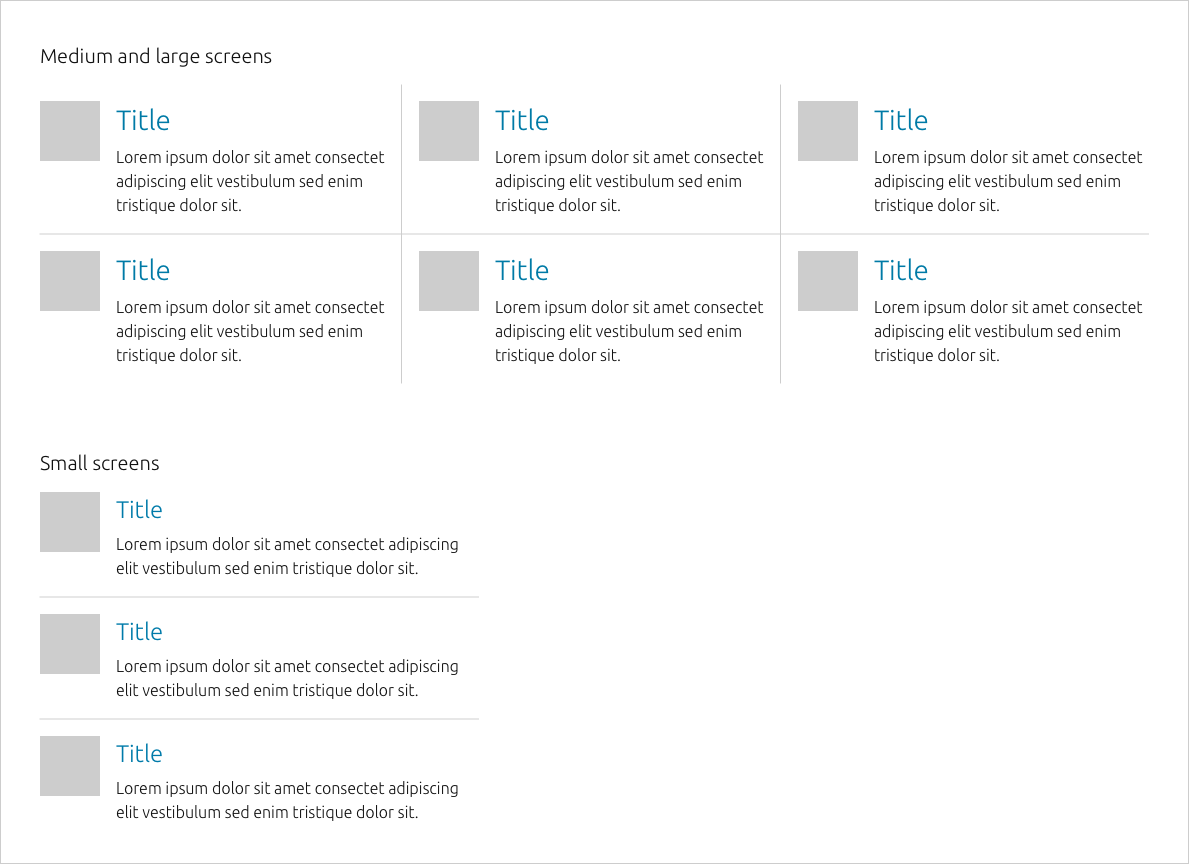 Medium and large screens
Title
Lorem ipsum dolor sit amet consectet
adipiscing elit vestibulum sed enim
tristique dolor sit.
Title
Lorem ipsum dolor sit amet consectet
adipiscing elit vestibulum sed enim
tristique dolor sit.
Title
Lorem ipsum dolor sit amet consectet
adipiscing elit vestibulum sed enim
tristique dolor sit.
Title
Lorem ipsum dolor sit amet consectet
adipiscing elit vestibulum sed enim
tristique dolor sit.
Title
Lorem ipsum dolor sit amet consectet
adipiscing elit vestibulum sed enim
tristique dolor sit.
Title
Lorem ipsum dolor sit amet consectet
adipiscing elit vestibulum sed enim
tristique dolor sit.
Small screens
Title
Lorem ipsum dolor sit amet consectet adipiscing
elit vestibulum sed enim tristique dolor sit.
Title
Lorem ipsum dolor sit amet consectet adipiscing
elit vestibulum sed enim tristique dolor sit.
Title
Lorem ipsum dolor sit amet consectet adipiscing
elit vestibulum sed enim tristique dolor sit.